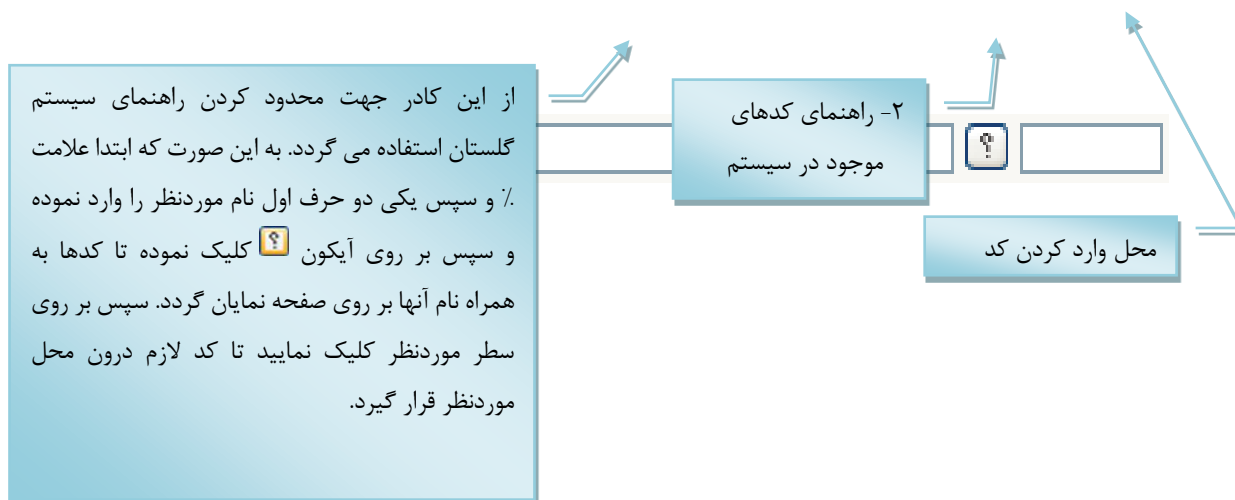 از این کادر جهت محدود کردن راهنمای سیستم
گلستان استفاده می گردد. به این صورت که ابتدا علامت
٪ و سپس یکی دو حرف اول نام موردنظر را وارد نموده
و سپس بر روی آیکون ؟ کلیک نموده تا کدها به
همراه نام آنها بر روی صفحه نمایان گردد. سپس بر روی
سطر موردنظر کلیک نمایید تا کد لازم درون محل
موردنظر قرار گیرد.
۲- راهنمای کدهای
موجود در سیستم
؟
محل وارد کردن کد